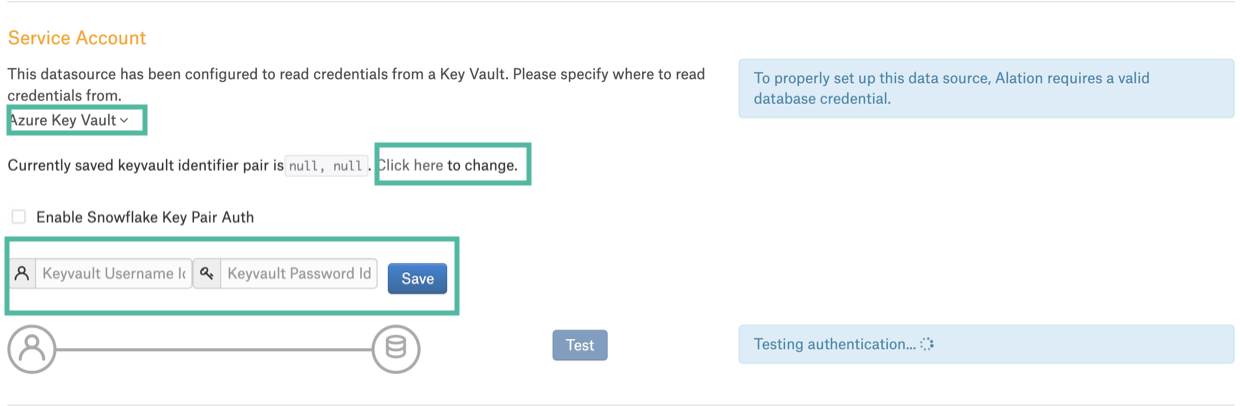 Service Account
This datasource has been configured to read credentials from a Key Vault. Please specify where to read
credentials from.
To properly set up this data source, Alation requires a valid
database credential.
Azure Key Vault
Currently saved keyvault identifier pair is null, null. Click here to change.
Enable Snowflake Key Pair Auth
Keyvault Username Id Keyvault Password Id Save
Test
Testing authentication...